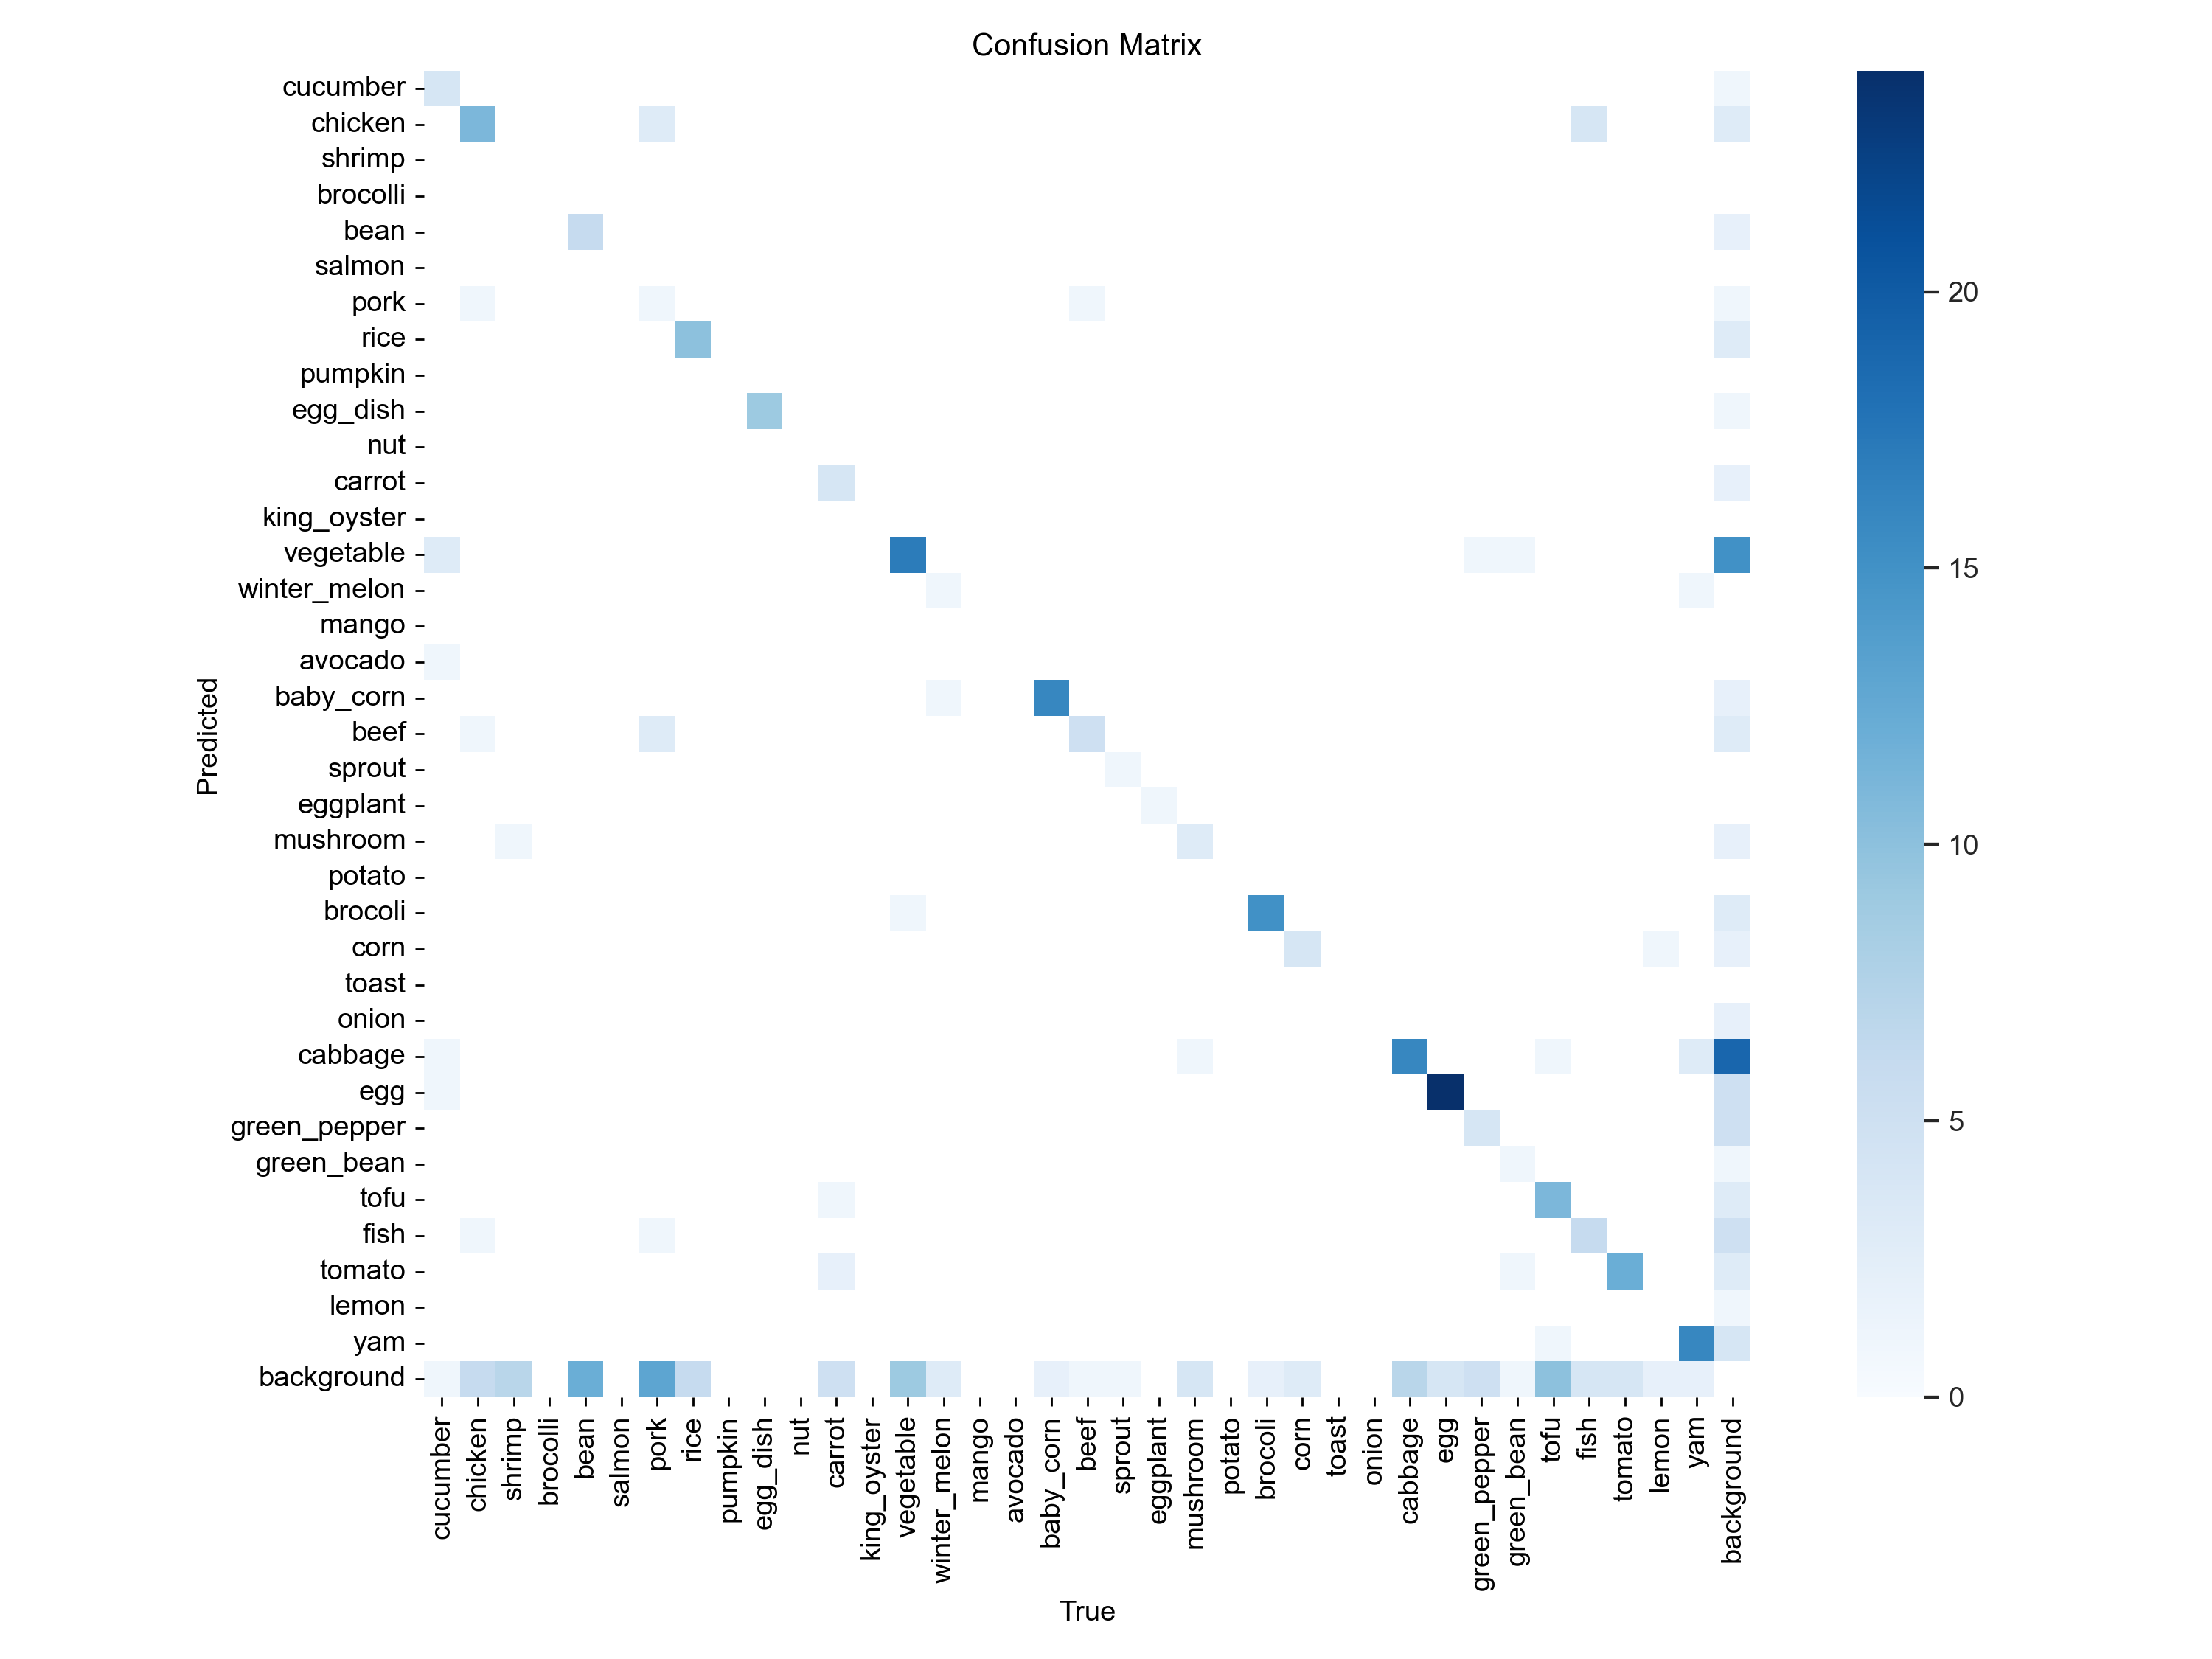 Confusion Matrix
Predicted
cucumber
chicken
shrimp
brocolli
bean
salmon
pork
rice
pumpkin
egg_dish
nut
carrot
king_oyster
vegetable
winter_melon
mango
avocado
baby_corn
beef
sprout
eggplant
mushroom
potato
brocoli
corn
toast
onion
cabbage
egg
green_pepper
green_bean
tofu
fish
tomato
lemon
yam
background
cucumber
chicken
shrimp
brocolli
bean
salmon
pork
rice
pumpkin
egg_dish
nut
carrot
king_oyster
vegetable
winter_melon
mango
avocado
baby_corn
beef
sprout
eggplant
mushroom
potato
brocoli
corn
toast
onion
cabbage
egg
green_pepper
green_bean
tofu
fish
tomato
lemon
yam
background
True
20
15
10
5
0